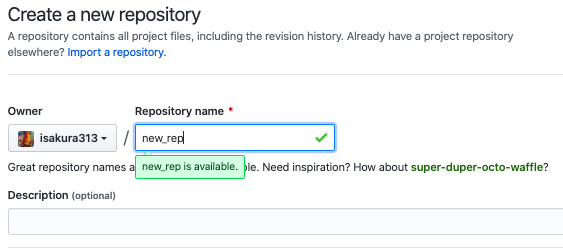 Create a new repository
A repository contains all project files, including the revision history. Already have a project repository
elsewhere? Import a repository.
Owner
Repository name *
isakura313 / new_rep
Great repository names a ble. Need inspiration? How about super-duper-octo-waffle?
new_rep is available.
Description (optional)